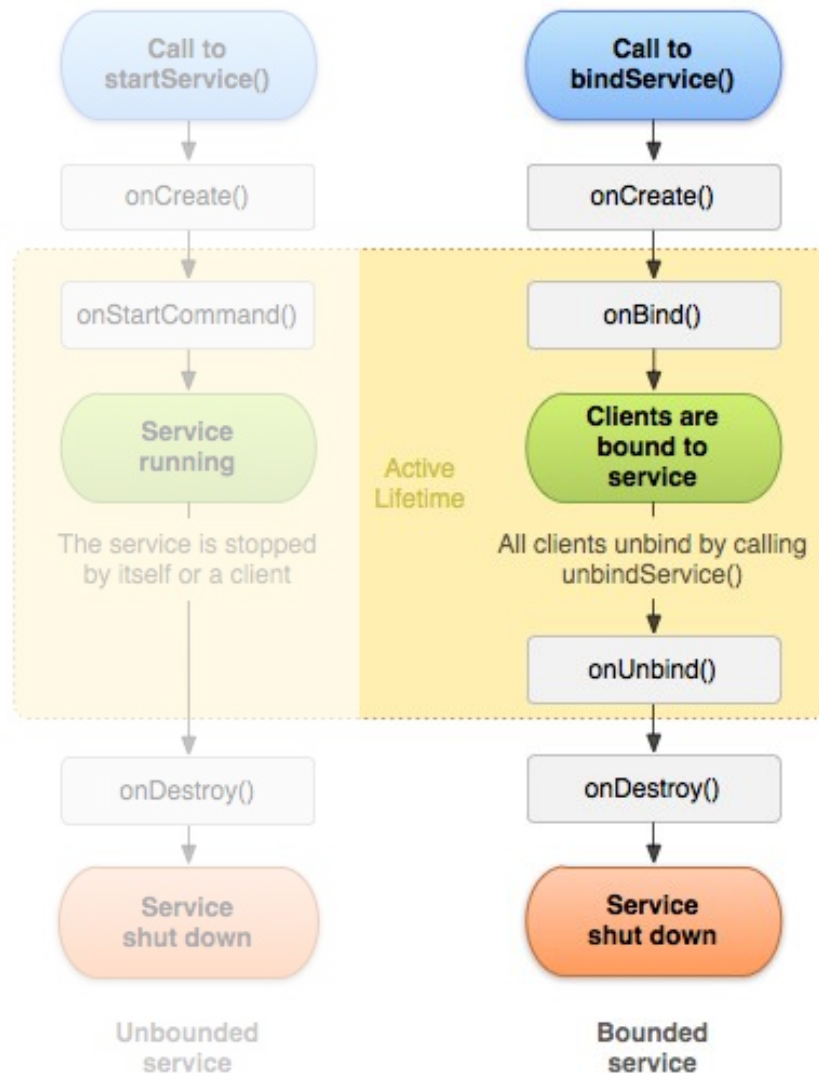 Call to
startService()
onCreate()
onStartCommand()
Service
running
The service is stopped
by itself or a client
onDestroy()
Service
shut down
Unbounded
service
Active
Lifetime
Call to
bindService()
onCreate()
onBind()
Clients are
bound to
service
All clients unbind by calling
unbindService()
onUnbind()
onDestroy()
Service
shut down
Bounded
service